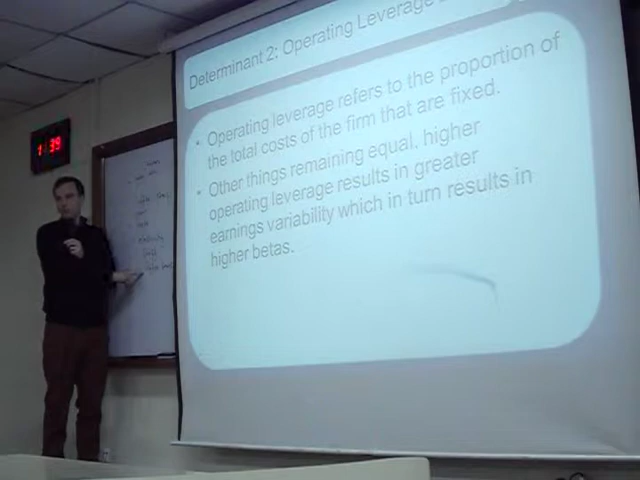 Determinant 2: Operating Leverage
• Operating leverage refers to the proportion of
the total costs of the firm that are fixed.
• Other things remaining equal, higher
operating leverage results in greater
earnings variability which in turn results in
higher betas.
1:39